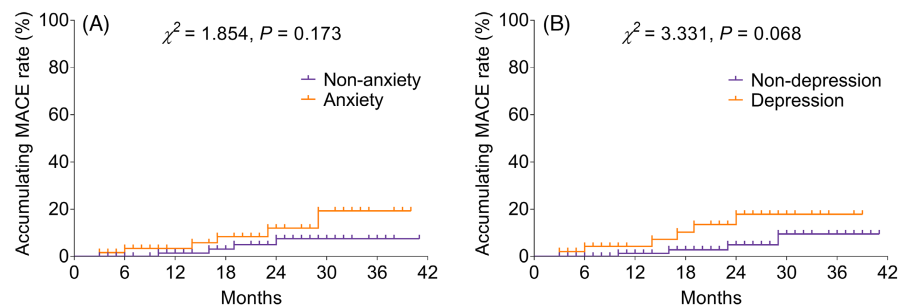 (A)
χ² = 1.854, P = 0.173
Non-anxiety
Anxiety
Accumulating MACE rate (%)
100
80
60
40
20
0
0 6 12 18 24 30 36 42
Months
(B)
χ² = 3.331, P = 0.068
Non-depression
Depression
Accumulating MACE rate (%)
100
80
60
40
20
0
0 6 12 18 24 30 36 42
Months